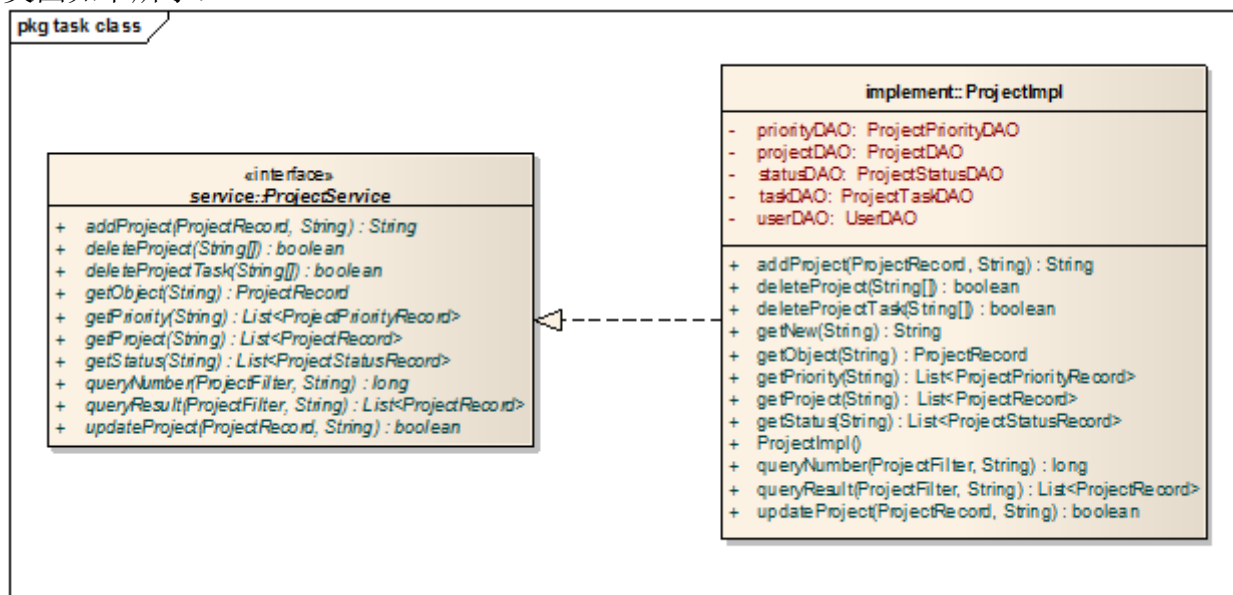 pkg task class
«interface»
service::ProjectService
+ addProject(ProjectRecord, String) : String
+ deleteProject(String[]) : boolean
+ deleteProjectTask(String[]) : boolean
+ getObject(String) : ProjectRecord
+ getPriority(String) : List<ProjectPriorityRecord>
+ getProject(String) : List<ProjectRecord>
+ getStatus(String) : List<ProjectStatusRecord>
+ queryNumber(ProjectFilter, String) : long
+ queryResult(ProjectFilter, String) : List<ProjectRecord>
+ updateProject(ProjectRecord, String) : boolean
implement::ProjectImpl
- priorityDAO: ProjectPriorityDAO
- projectDAO: ProjectDAO
- statusDAO: ProjectStatusDAO
- taskDAO: ProjectTaskDAO
- userDAO: UserDAO
+ addProject(ProjectRecord, String) : String
+ deleteProject(String[]) : boolean
+ deleteProjectTask(String[]) : boolean
+ getNew(String) : String
+ getObject(String) : ProjectRecord
+ getPriority(String) : List<ProjectPriorityRecord>
+ getProject(String) : List<ProjectRecord>
+ getStatus(String) : List<ProjectStatusRecord>
+ ProjectImpl()
+ queryNumber(ProjectFilter, String) : long
+ queryResult(ProjectFilter, String) : List<ProjectRecord>
+ updateProject(ProjectRecord, String) : boolean